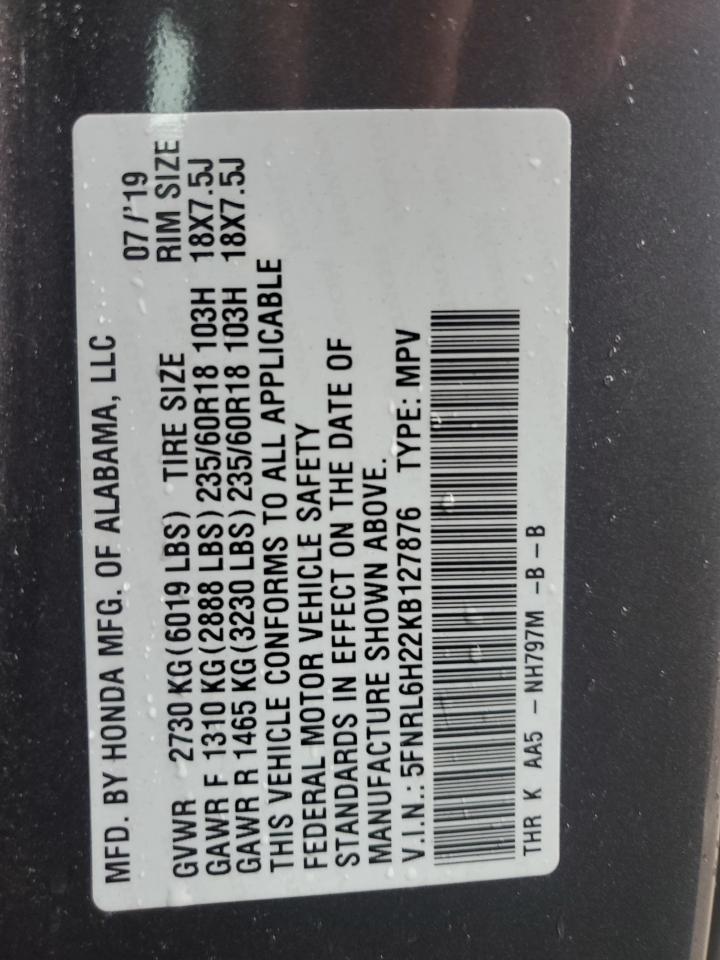 MFD. BY HONDA MFG. OF ALABAMA, LLC
07/'19
GVWR 2730 KG(6019 LBS) TIRE SIZE RIM SIZE
GAWR F 1310 KG(2888 LBS) 235/60R18 103H 18X7.5J
GAWR R 1465 KG(3230 LBS) 235/60R18 103H 18X7.5J
THIS VEHICLE CONFORMS TO ALL APPLICABLE
FEDERAL MOTOR VEHICLE SAFETY
STANDARDS IN EFFECT ON THE DATE OF
MANUFACTURE SHOWN ABOVE.
V.I.N.: 5FNRL6H22KB127876 TYPE: MPV
THR K AA5 - NH797M -B - B